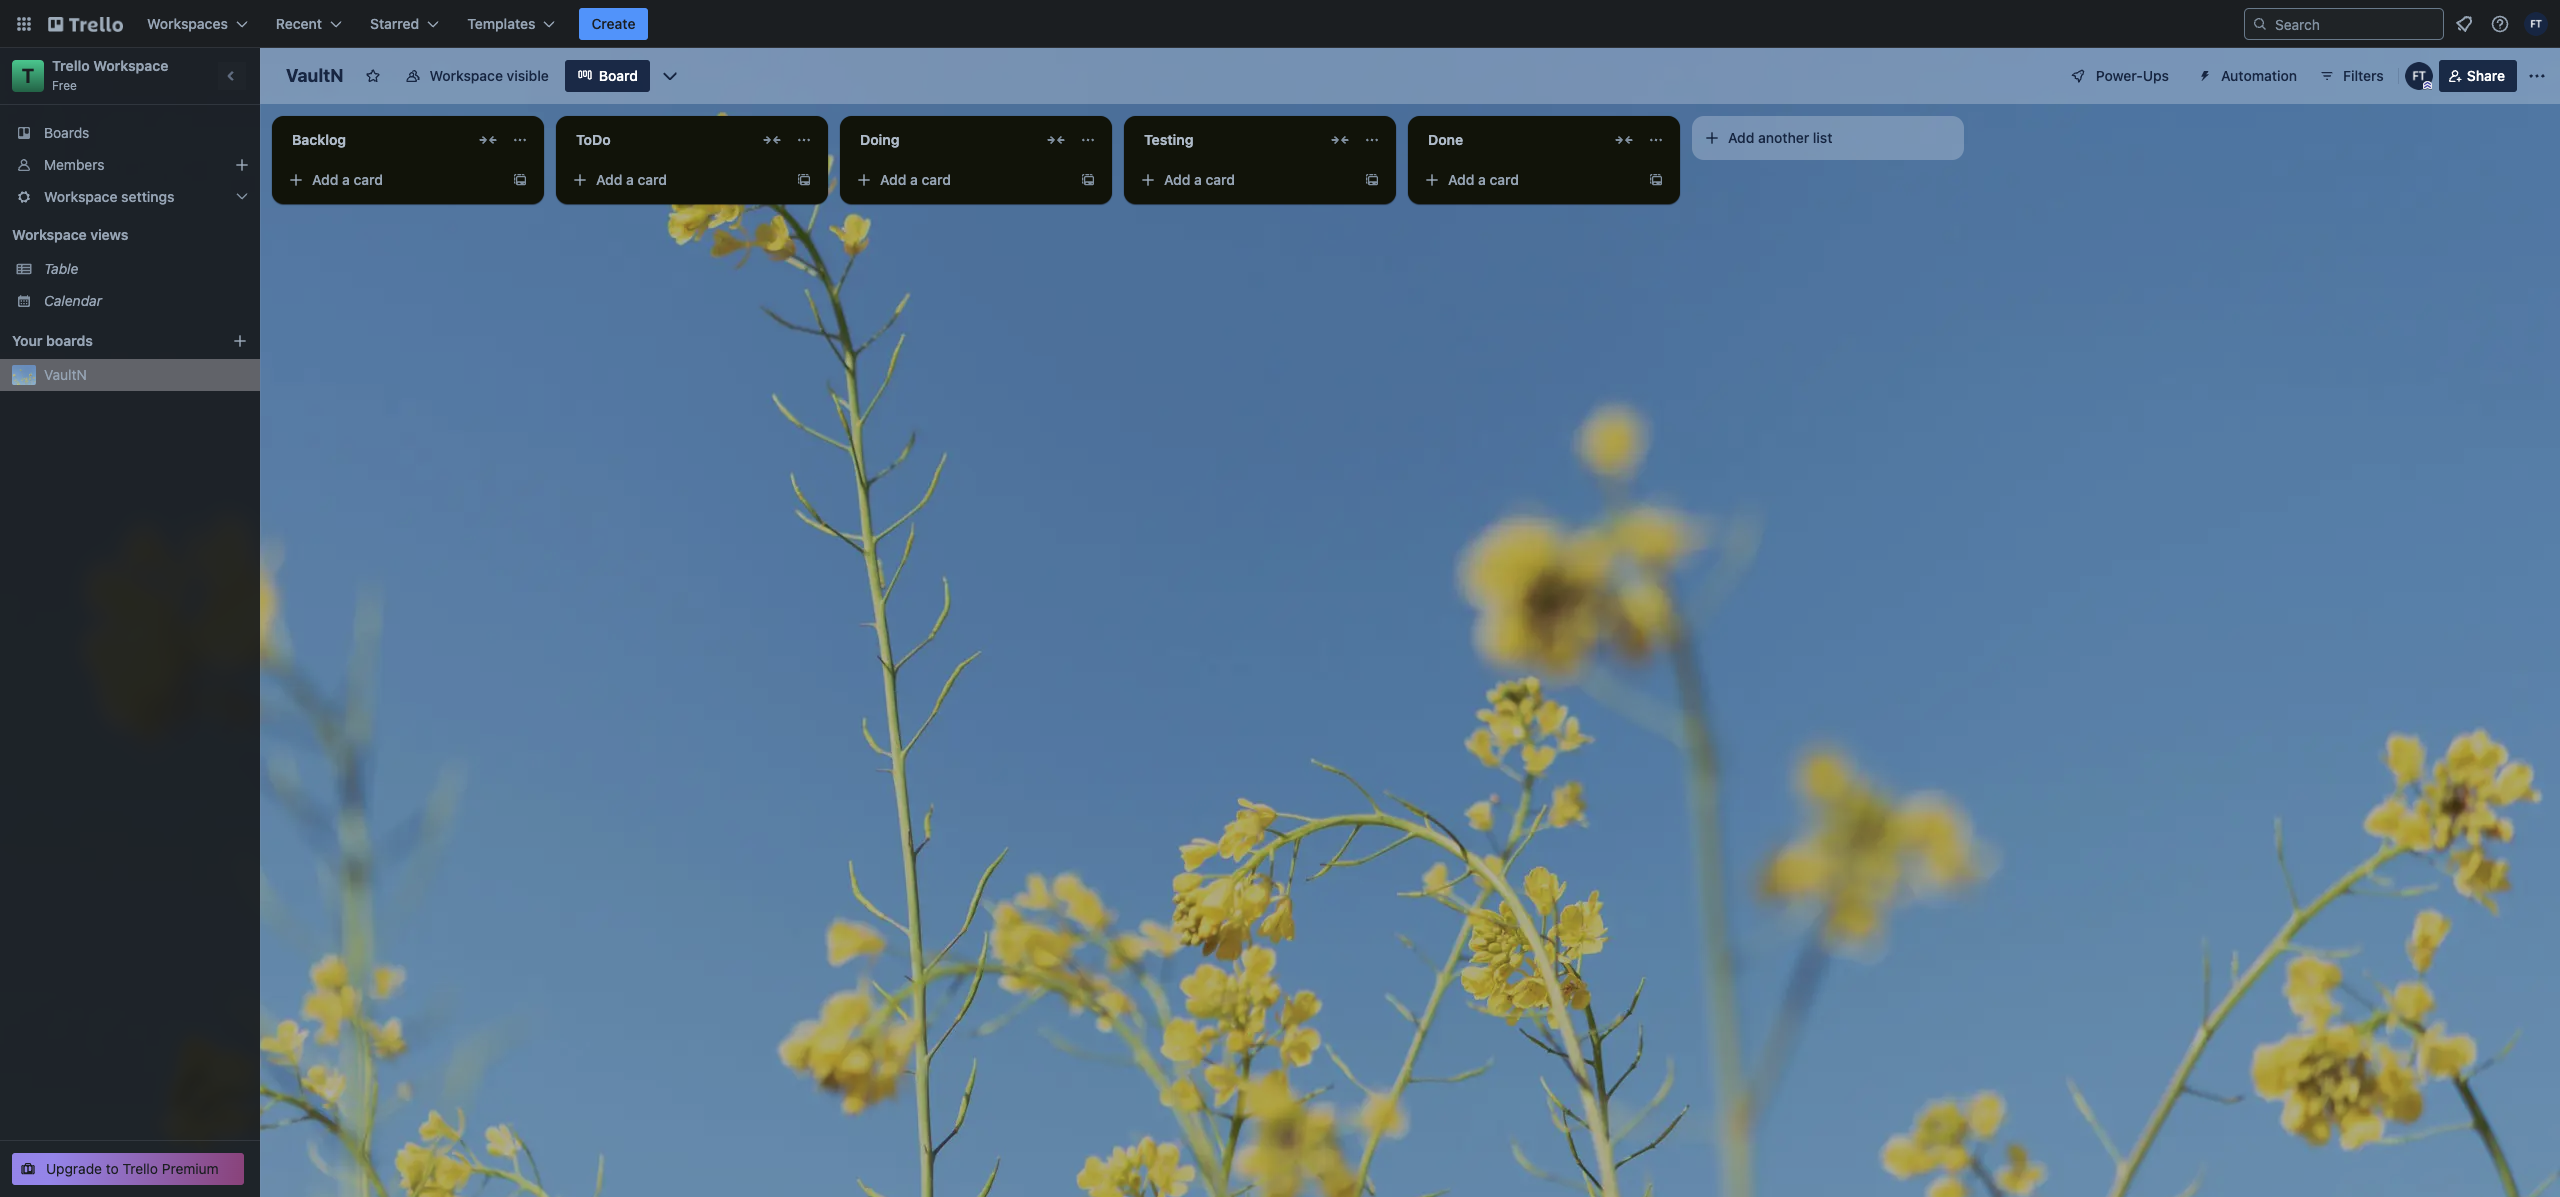 Trello
Workspaces
Recent
Starred
Templates
Create
Search
FT
T
Trello Workspace
Free
VaultN
Workspace visible
Board
Power-Ups
Automation
Filters
FT
Share
Boards
Members
Workspace settings
Workspace views
Table
Calendar
Your boards
VaultN
Backlog
Add a card
ToDo
Add a card
Doing
Add a card
Testing
Add a card
Done
Add a card
Add another list
Upgrade to Trello Premium